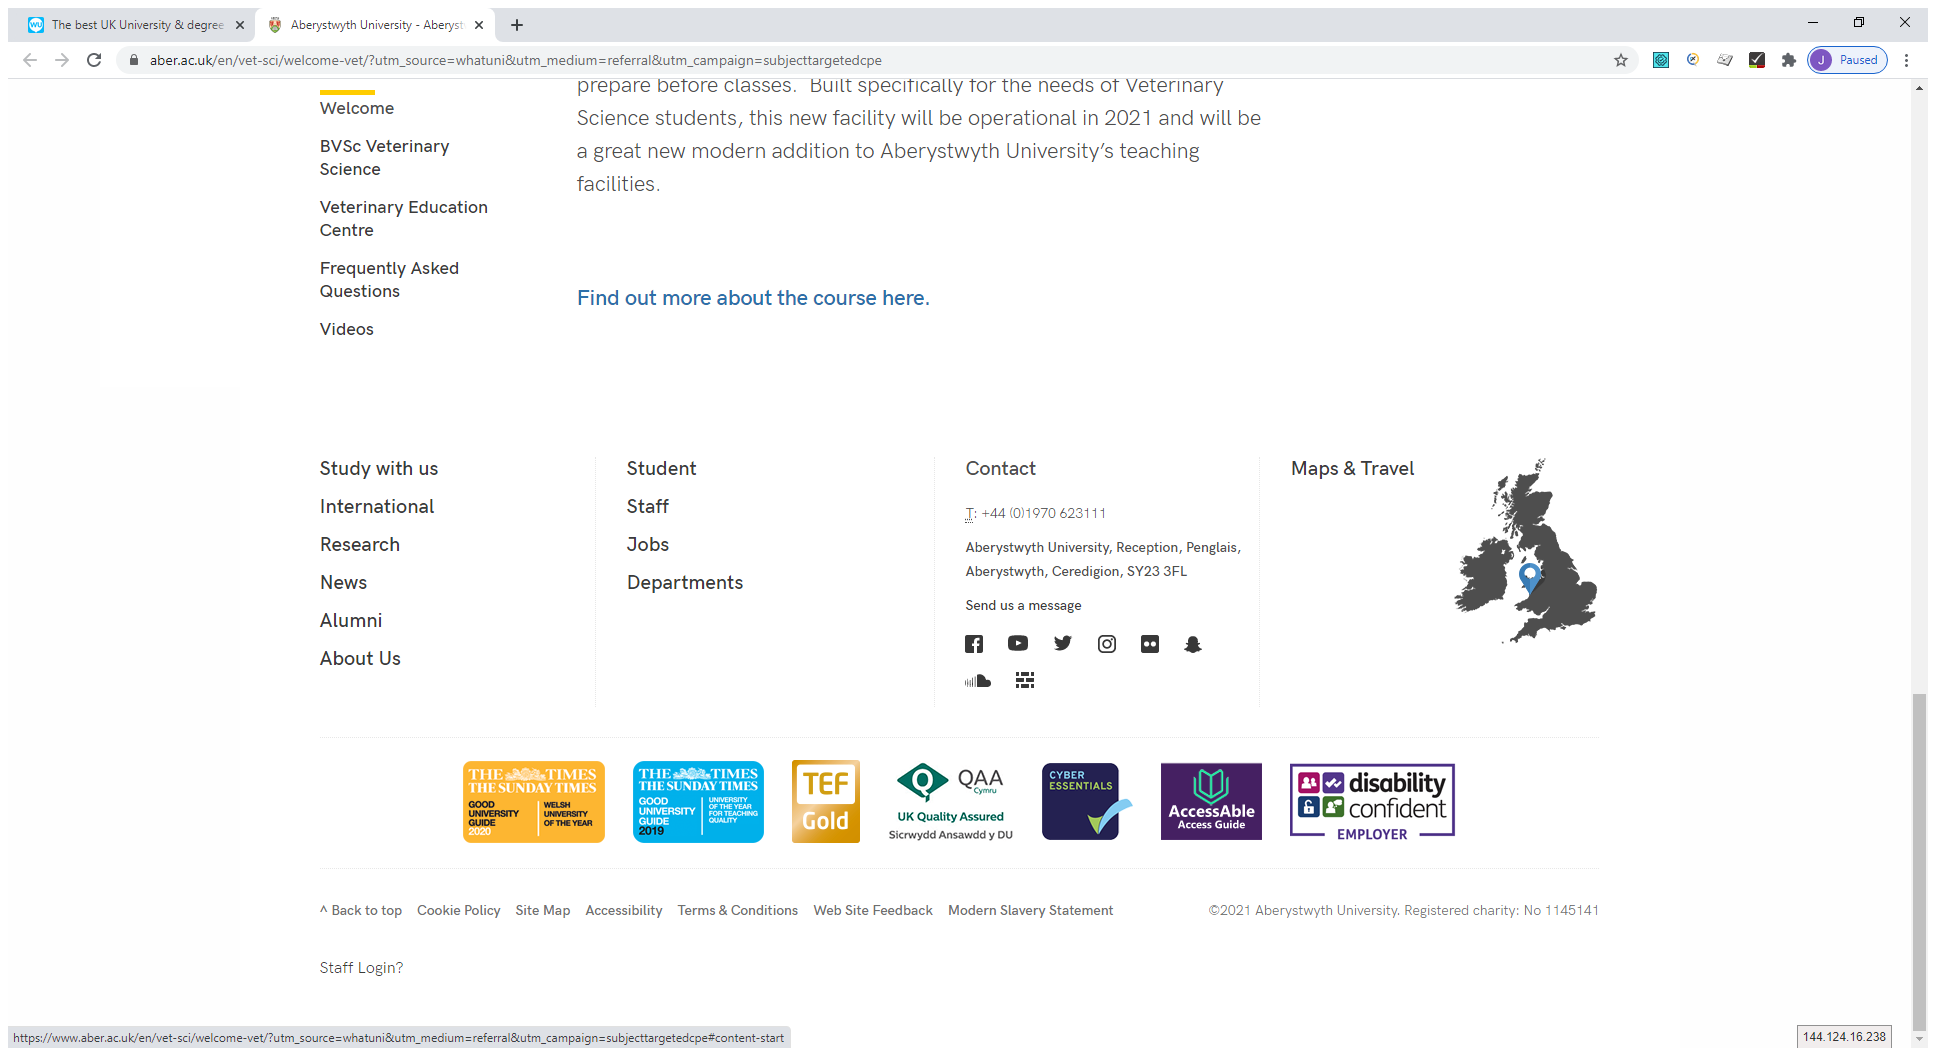 The best UK University & degree
Aberystwyth University - Aberyst
aber.ac.uk/en/vet-sci/welcome-vet/?utm_source=whatuni&utm_medium=referral&utm_campaign=subjecttargetedcpe
J Paused
prepare before classes.  Built specifically for the needs of Veterinary
Science students, this new facility will be operational in 2021 and will be
a great new modern addition to Aberystwyth University's teaching
facilities.
Find out more about the course here.
Welcome
BVSc Veterinary
Science
Veterinary Education
Centre
Frequently Asked
Questions
Videos
Study with us
International
Research
News
Alumni
About Us
Student
Staff
Jobs
Departments
Contact
T: +44 (0)1970 623111
Aberystwyth University, Reception, Penglais,
Aberystwyth, Ceredigion, SY23 3FL
Send us a message
Maps & Travel
THE TIMES
THE SUNDAY TIMES
GOOD
UNIVERSITY
GUIDE
2020
WELSH
UNIVERSITY
OF THE YEAR
THE TIMES
THE SUNDAY TIMES
GOOD
UNIVERSITY
GUIDE
2019
UNIVERSITY
OF THE YEAR
FOR TEACHING
QUALITY
TEF
Gold
QAA
Cymru
UK Quality Assured
Sicrwydd Ansawdd y DU
CYBER
ESSENTIALS
AccessAble
Access Guide
disability
confident
EMPLOYER
^ Back to top Cookie Policy Site Map Accessibility Terms & Conditions Web Site Feedback Modern Slavery Statement
©2021 Aberystwyth University. Registered charity: No 1145141
Staff Login?
https://www.aber.ac.uk/en/vet-sci/welcome-vet/?utm_source=whatuni&utm_medium=referral&utm_campaign=subjecttargetedcpe#content-start
144.124.16.238